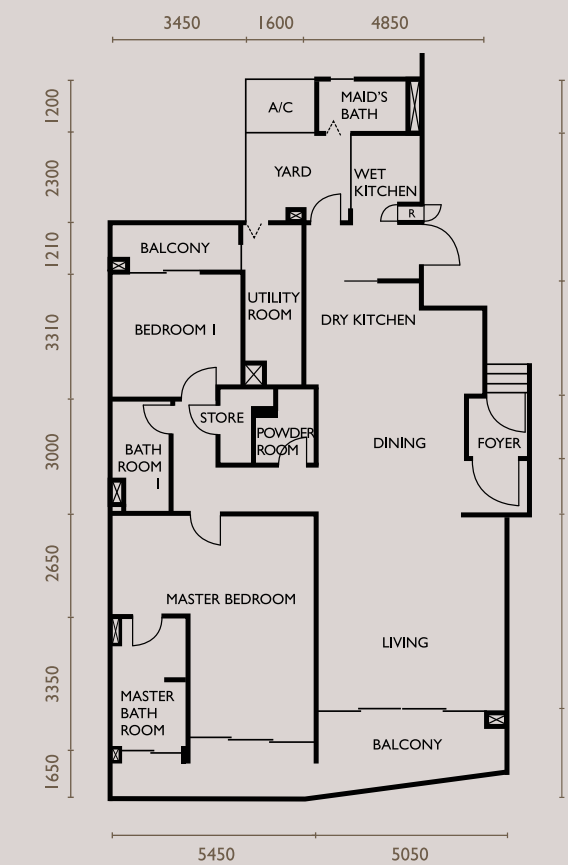 3450 1600 4850
1200
A/C
MAID'S
BATH
2300
YARD
WET
KITCHEN
R
1210
BALCONY
3310
UTILITY
ROOM
BEDROOM I
DRY KITCHEN
3000
STORE
POWDER
ROOM
BATH
ROOM
I
DINING
FOYER
2650
MASTER BEDROOM
LIVING
3350
MASTER
BATH
ROOM
BALCONY
1650
5450 5050